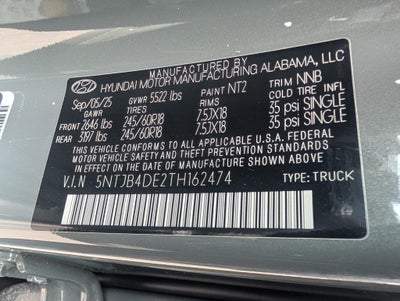 MANUFACTURED BY
HYUNDAI MOTOR MANUFACTURING ALABAMA, LLC
Sep/05/25 GVWR 5522 lbs PAINT NT2 TRIM NNB
GAWR TIRES RIMS COLD TIRE INFL
FRONT 2646 lbs 245/60R18 7.5JX18 35 psi SINGLE
REAR 3197 lbs 245/60R18 7.5JX18 35 psi SINGLE
THIS VEHICLE CONFORMS TO ALL APPLICABLE U.S.A. FEDERAL
MOTOR VEHICLE SAFETY AND THEFT PREVENTION STANDARDS
IN EFFECT ON THE DATE OF MANUFACTURE SHOWN ABOVE
V.I.N 5NTJB4DE2TH162474 TYPE: TRUCK